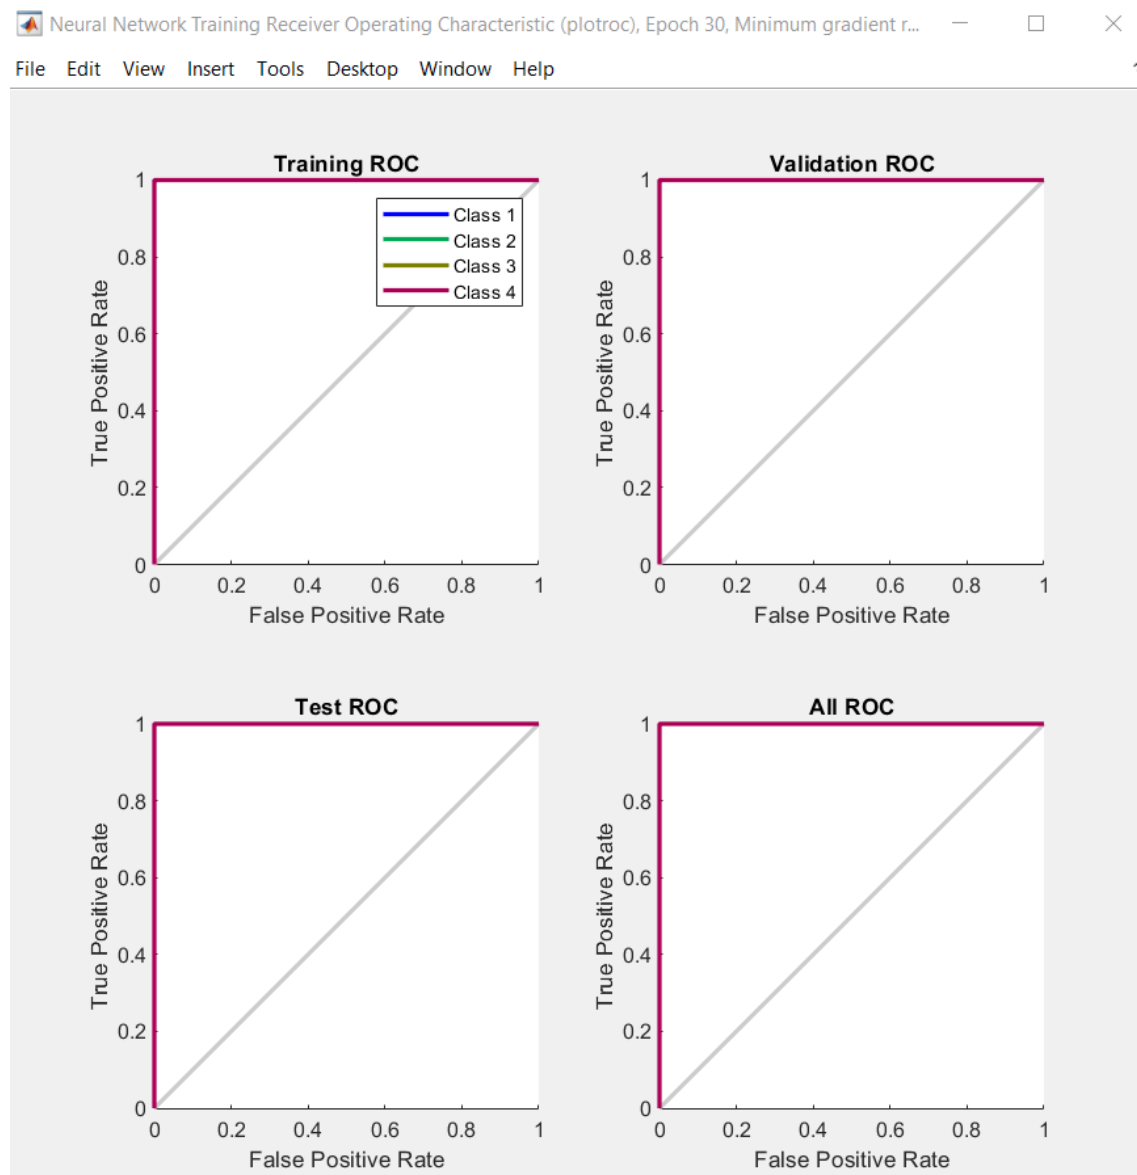 Neural Network Training Receiver Operating Characteristic (plotroc), Epoch 30, Minimum gradient r...
File Edit View Insert Tools Desktop Window Help
Training ROC
1
0.8
0.6
0.4
0.2
0
True Positive Rate
Class 1
Class 2
Class 3
Class 4
0 0.2 0.4 0.6 0.8 1
False Positive Rate
Validation ROC
1
0.8
0.6
0.4
0.2
0
True Positive Rate
0 0.2 0.4 0.6 0.8 1
False Positive Rate
Test ROC
1
0.8
0.6
0.4
0.2
0
True Positive Rate
0 0.2 0.4 0.6 0.8 1
False Positive Rate
All ROC
1
0.8
0.6
0.4
0.2
0
True Positive Rate
0 0.2 0.4 0.6 0.8 1
False Positive Rate